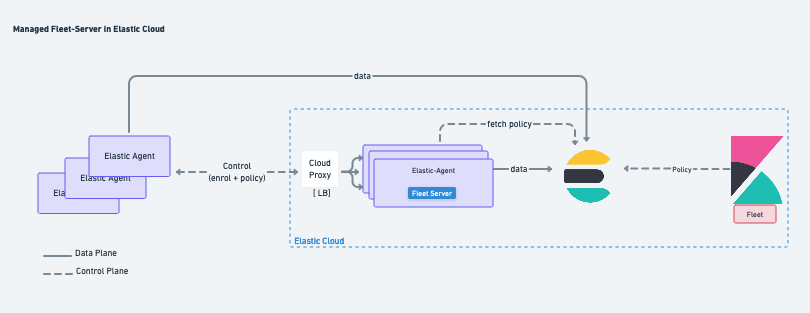 Managed Fleet-Server in Elastic Cloud
data
fetch policy
Elastic Agent
Elastic Agent
Ela
Control
(enrol + policy)
Cloud
Proxy
[ LB]
Elastic-Agent
Fleet Server
data
Policy
Fleet
Elastic Cloud
Data Plane
Control Plane